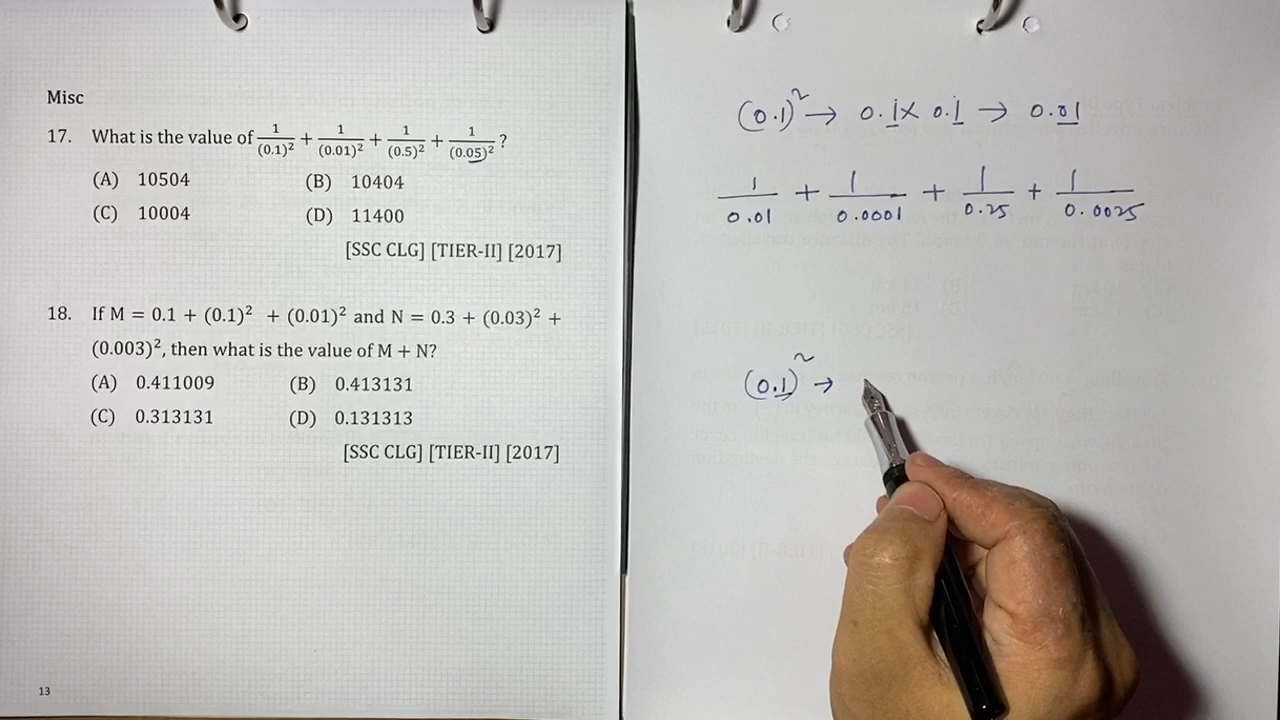 Misc
17. What is the value of 1/(0.1)² + 1/(0.01)² + 1/(0.5)² + 1/(0.05)² ?
(A) 10504 (B) 10404
(C) 10004 (D) 11400
[SSC CLG] [TIER-II] [2017]
18. If M = 0.1 + (0.1)² + (0.01)² and N = 0.3 + (0.03)² +
(0.003)², then what is the value of M + N?
(A) 0.411009 (B) 0.413131
(C) 0.313131 (D) 0.131313
[SSC CLG] [TIER-II] [2017]
13
(0.1)² → 0.1 × 0.1 → 0.01
1/0.01 + 1/0.0001 + 1/0.25 + 1/0.0025
(0.1)² →